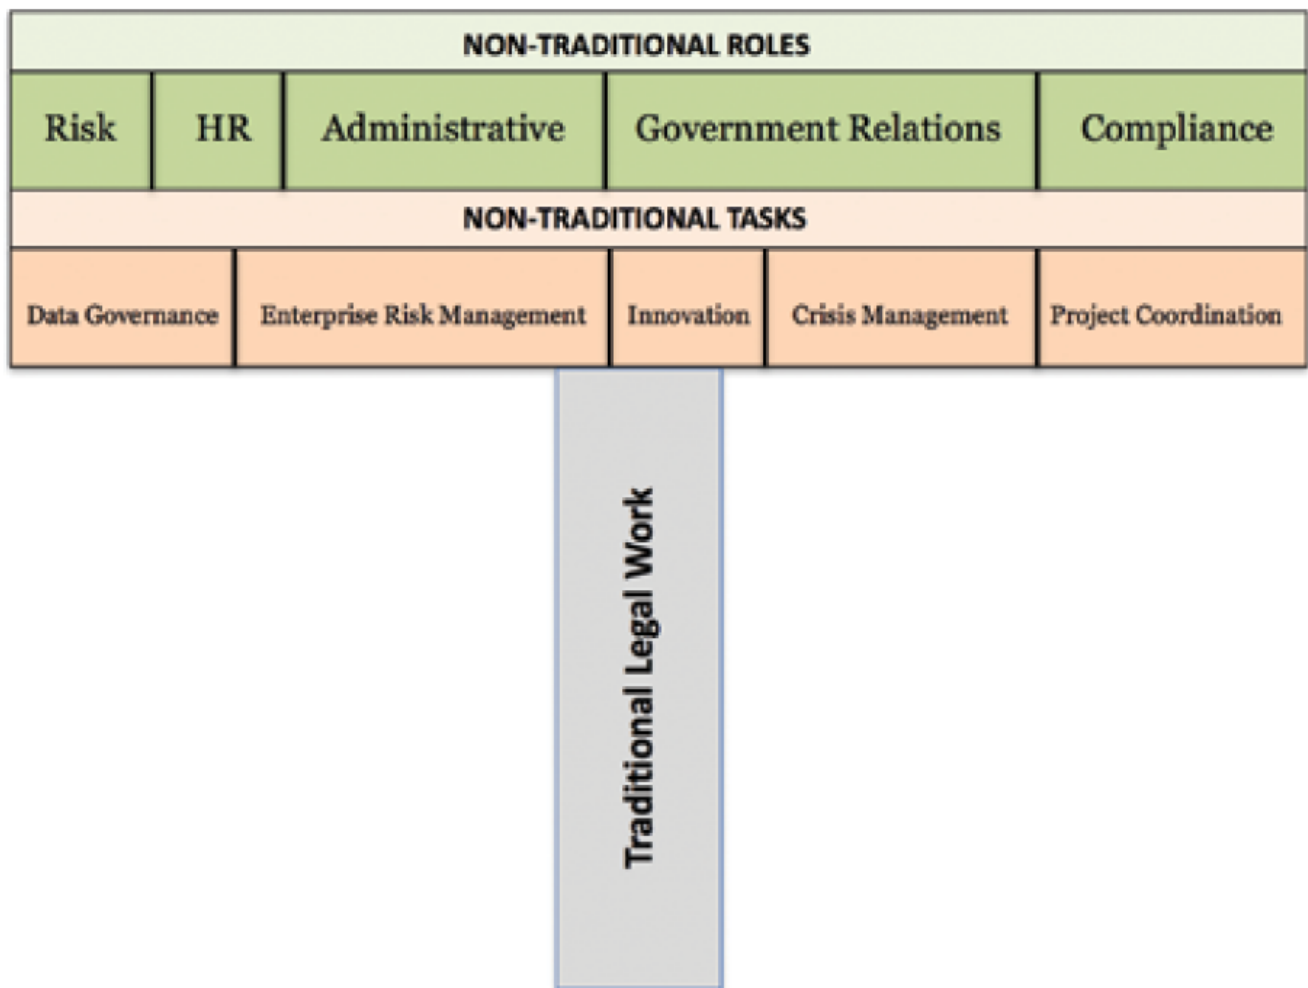 NON-TRADITIONAL ROLES
Risk HR Administrative Government Relations Compliance
NON-TRADITIONAL TASKS
Data Governance Enterprise Risk Management Innovation Crisis Management Project Coordination
Traditional Legal Work